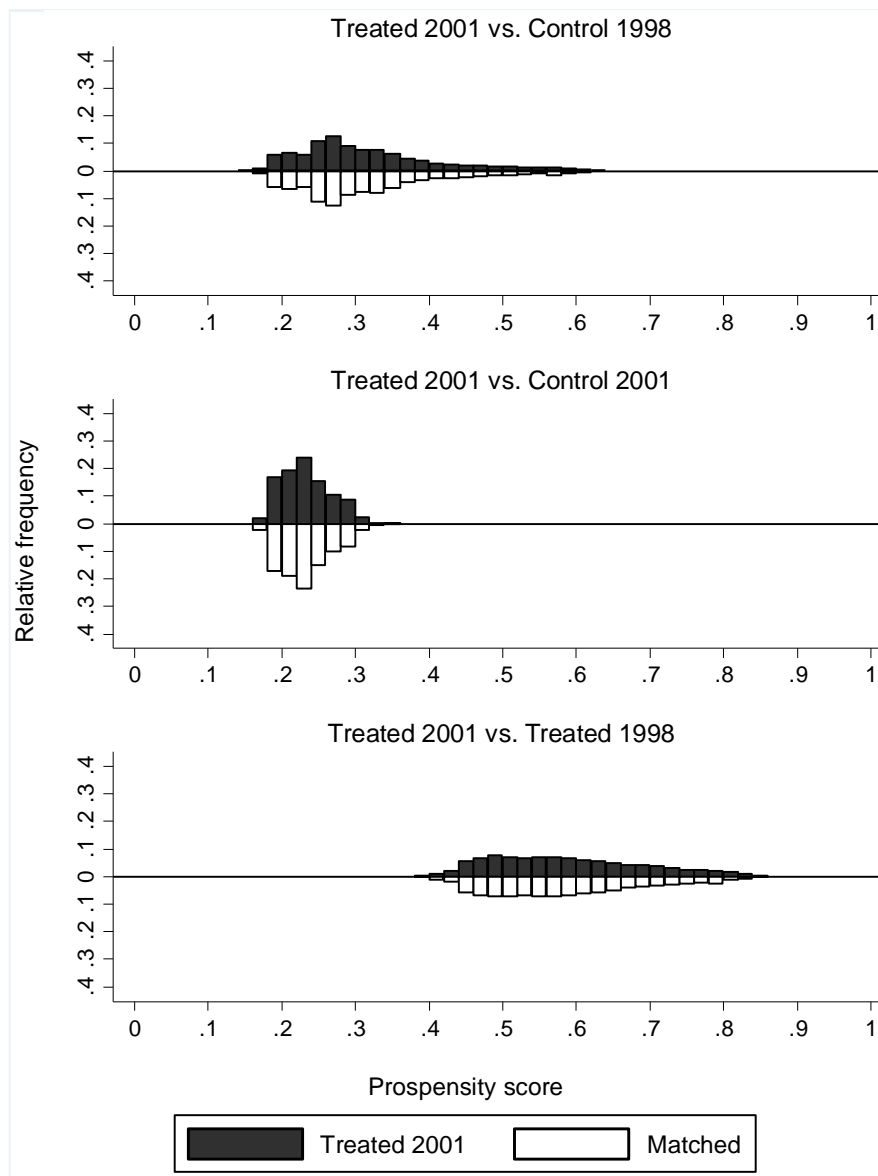 Treated 2001 vs. Control 1998
.4 .3 .2 .1 0 .1 .2 .3 .4
0 .1 .2 .3 .4 .5 .6 .7 .8 .9 1
Treated 2001 vs. Control 2001
Relative frequency
.4 .3 .2 .1 0 .1 .2 .3 .4
0 .1 .2 .3 .4 .5 .6 .7 .8 .9 1
Treated 2001 vs. Treated 1998
.4 .3 .2 .1 0 .1 .2 .3 .4
0 .1 .2 .3 .4 .5 .6 .7 .8 .9 1
Prospensity score
Treated 2001 Matched